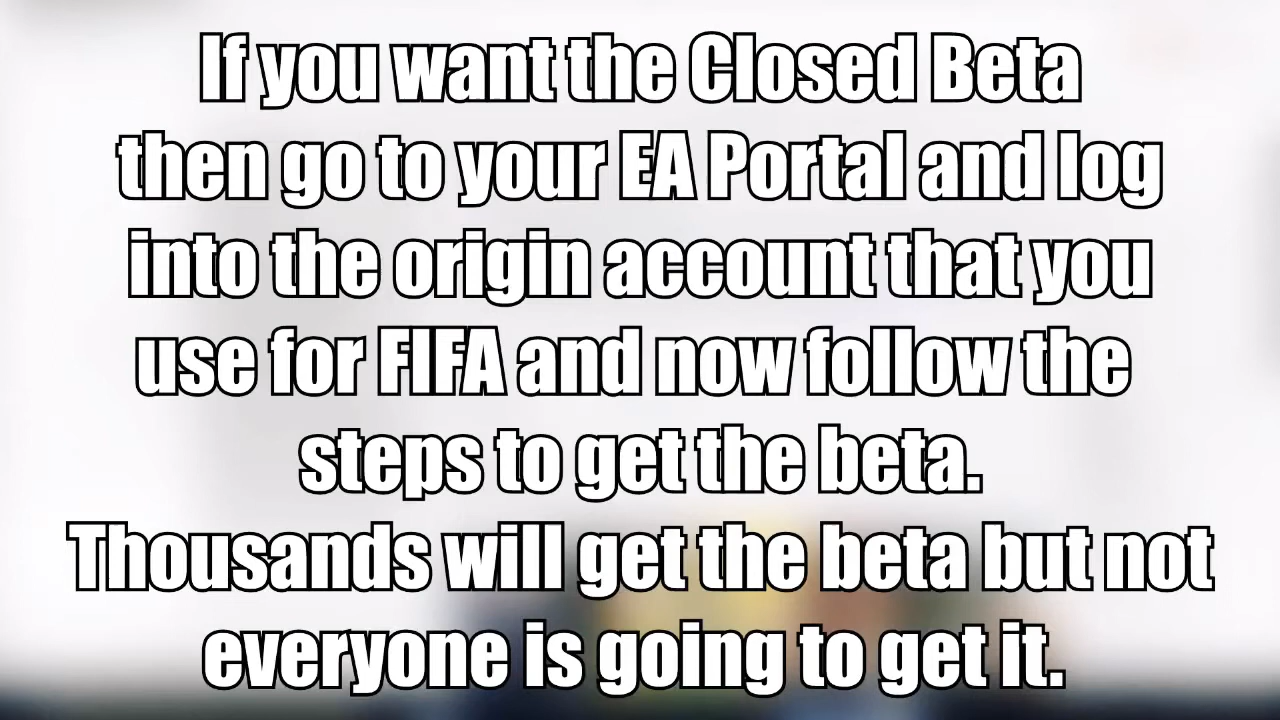 If you want the Closed Beta
then go to your EA Portal and log
into the origin account that you
use for FIFA and now follow the
steps to get the beta.
Thousands will get the beta but not
everyone is going to get it.